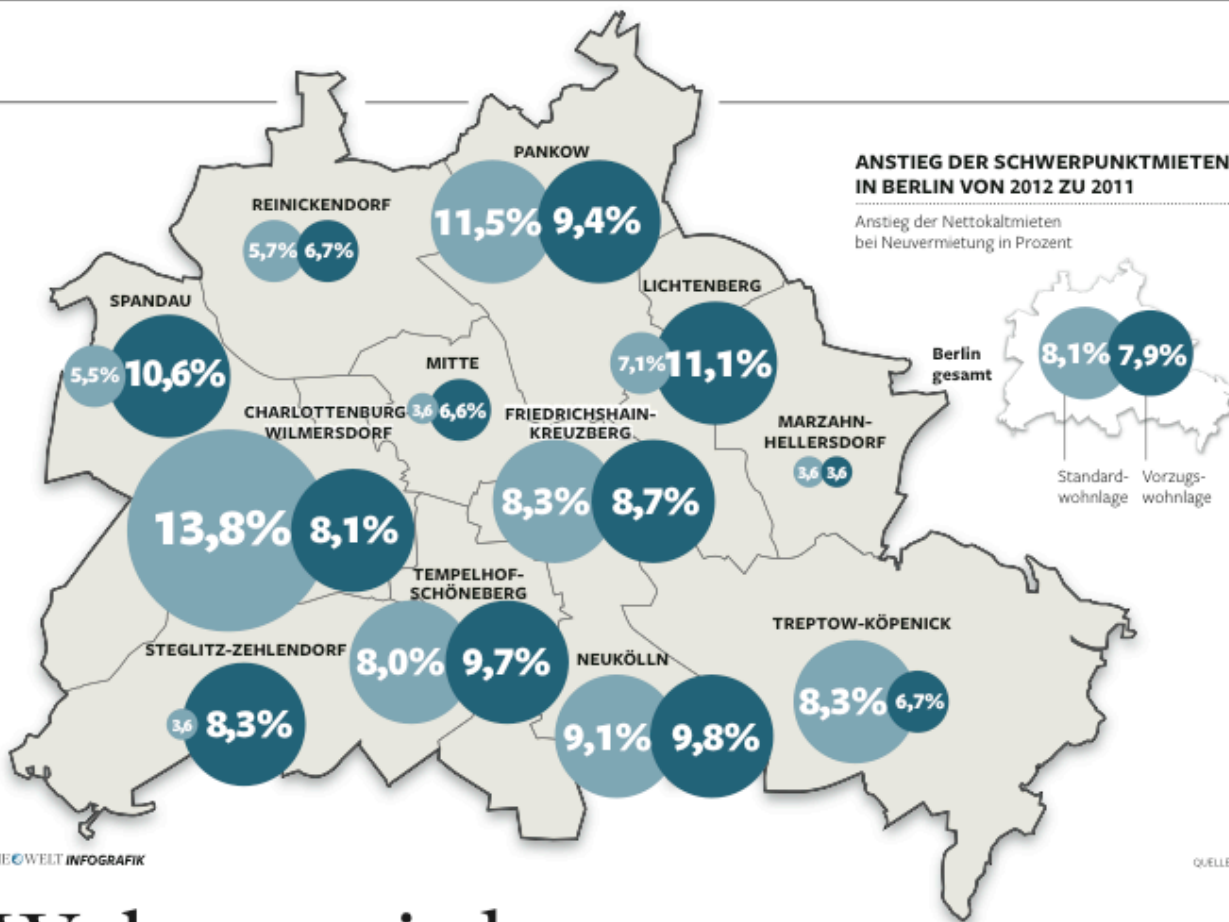 ANSTIEG DER SCHWERPUNKTMIETEN
IN BERLIN VON 2012 ZU 2011
Anstieg der Nettokaltmieten
bei Neuvermietung in Prozent
Berlin
gesamt
8,1% 7,9%
Standard-
wohnlage
Vorzugs-
wohnlage
PANKOW
11,5% 9,4%
REINICKENDORF
5,7% 6,7%
LICHTENBERG
7,1% 11,1%
SPANDAU
5,5% 10,6%
MITTE
3,6 6,6%
CHARLOTTENBURG
WILMERSDORF
13,8% 8,1%
FRIEDRICHSHAIN-
KREUZBERG
8,3% 8,7%
MARZAHN-
HELLERSDORF
3,6 3,6
TEMPELHOF-
SCHÖNEBERG
8,0% 9,7%
STEGLITZ-ZEHLENDORF
3,6 8,3%
NEUKÖLLN
9,1% 9,8%
TREPTOW-KÖPENICK
8,3% 6,7%
WELT INFOGRAFIK
QUELLE